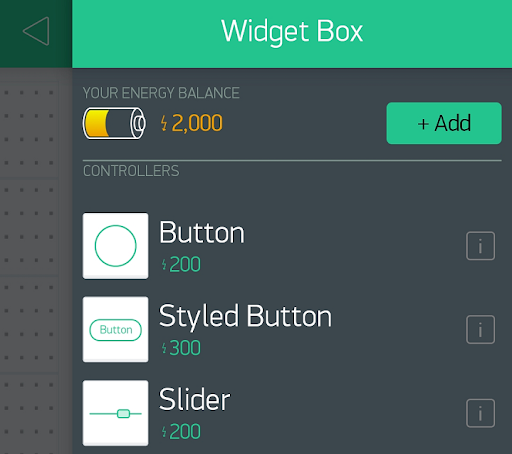 Widget Box
YOUR ENERGY BALANCE
2,000
+ Add
CONTROLLERS
Button
200
i
Button
Styled Button
300
i
Slider
200
i